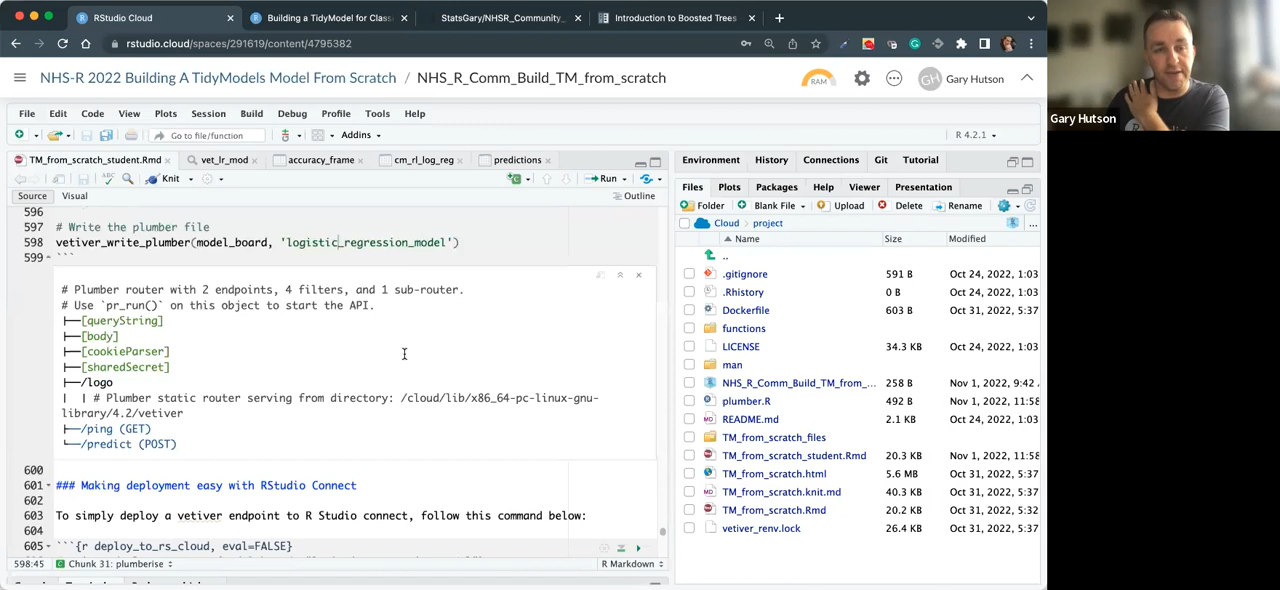 RStudio Cloud
Building a TidyModel for Class
StatsGary/NHSR_Community_
Introduction to Boosted Trees
rstudio.cloud/spaces/291619/content/4795382
NHS-R 2022 Building A TidyModels Model From Scratch / NHS_R_Comm_Build_TM_from_scratch
RAM
GH Gary Hutson
Gary Hutson
File Edit Code View Plots Session Build Debug Profile Tools Help
Go to file/function
Addins
R 4.2.1
TM_from_scratch_student.Rmd
vet_lr_mod
accuracy_frame
cm_rl_log_reg
predictions
Knit
Run
Source Visual
Outline
596
597 # Write the plumber file
598 vetiver_write_plumber(model_board, 'logistic_regression_model')
599 ```
# Plumber router with 2 endpoints, 4 filters, and 1 sub-router.
# Use `pr_run()` on this object to start the API.
├──[queryString]
├──[body]
├──[cookieParser]
├──[sharedSecret]
├──/logo
│  │ # Plumber static router serving from directory: /cloud/lib/x86_64-pc-linux-gnu-
library/4.2/vetiver
├──/ping (GET)
└──/predict (POST)
600
601 ### Making deployment easy with RStudio Connect
602
603 To simply deploy a vetiver endpoint to R Studio connect, follow this command below:
604
605 ```{r deploy_to_rs_cloud, eval=FALSE}
598:45 Chunk 31: plumberise R Markdown
Environment History Connections Git Tutorial
Files Plots Packages Help Viewer Presentation
Folder Blank File Upload Delete Rename
Cloud project
Name Size Modified
..
.gitignore 591 B Oct 24, 2022, 1:03
.Rhistory 0 B Oct 24, 2022, 1:03
Dockerfile 603 B Oct 31, 2022, 5:37
functions
LICENSE 34.3 KB Oct 24, 2022, 1:03
man
NHS_R_Comm_Build_TM_from_... 258 B Nov 1, 2022, 9:42
plumber.R 492 B Nov 1, 2022, 11:58
README.md 2.1 KB Oct 31, 2022, 5:37
TM_from_scratch_files
TM_from_scratch_student.Rmd 20.3 KB Nov 1, 2022, 11:58
TM_from_scratch.html 5.6 MB Oct 31, 2022, 5:37
TM_from_scratch.knit.md 40.3 KB Oct 31, 2022, 5:37
TM_from_scratch.Rmd 20.2 KB Oct 31, 2022, 5:32
vetiver_renv.lock 26.4 KB Oct 31, 2022, 5:37